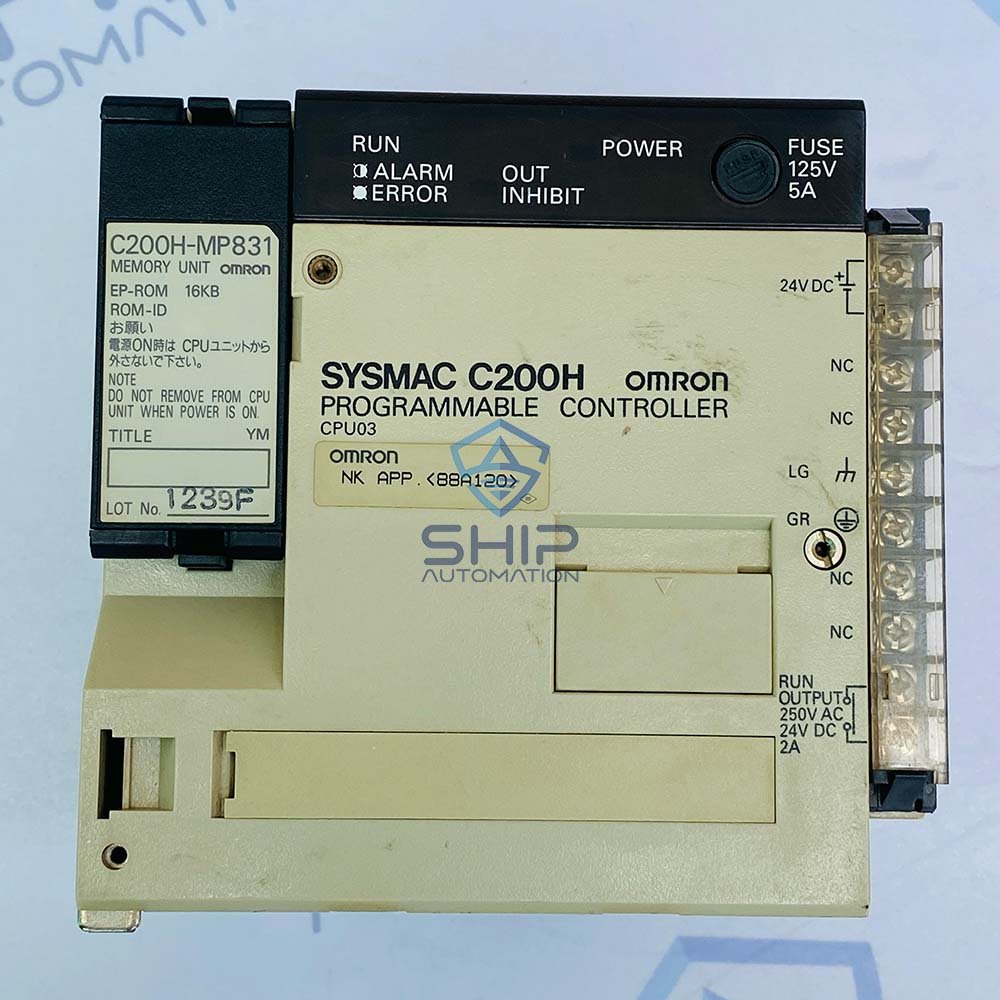 RUN
ALARM
ERROR
OUT
INHIBIT
POWER
FUSE
125V
5A
FUSE
C200H-MP831
MEMORY UNIT omron
EP-ROM 16KB
ROM-ID
お願い
電源ON時は CPUユニットから
外さないで下さい。
NOTE
DO NOT REMOVE FROM CPU
UNIT WHEN POWER IS ON.
TITLE YM
LOT No. 1239F
SYSMAC C200H omron
PROGRAMMABLE CONTROLLER
CPU03
omron
NK APP.<88A120>
SHIP
AUTOMATION
24V DC + -
NC
NC
LG
GR
NC
NC
RUN
OUTPUT
250V AC
24V DC
2A